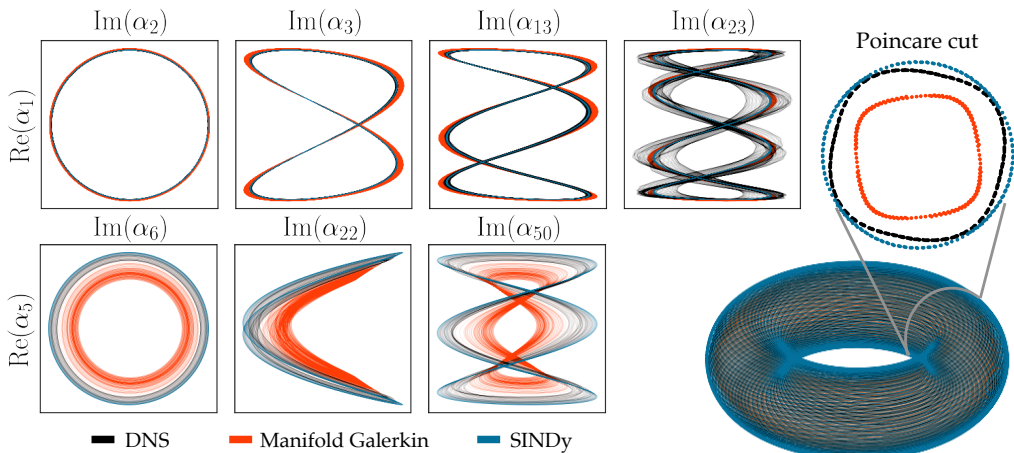 Im(α₂) Im(α₃) Im(α₁₃) Im(α₂₃)
Poincare cut
Re(α₁)
Im(α₆) Im(α₂₂) Im(α₅₀)
Re(α₅)
DNS Manifold Galerkin SINDy